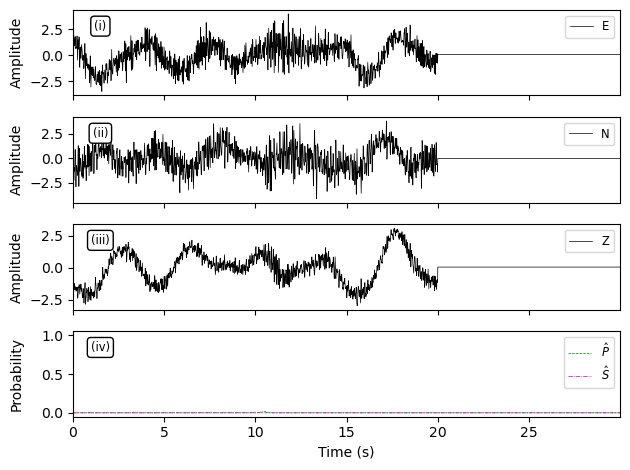 Amplitude
2.5
0.0
−2.5
(i)
E
Amplitude
2.5
0.0
−2.5
(ii)
N
Amplitude
2.5
0.0
−2.5
(iii)
Z
Probability
1.0
0.5
0.0
(iv)
P̂
Ŝ
0 5 10 15 20 25
Time (s)